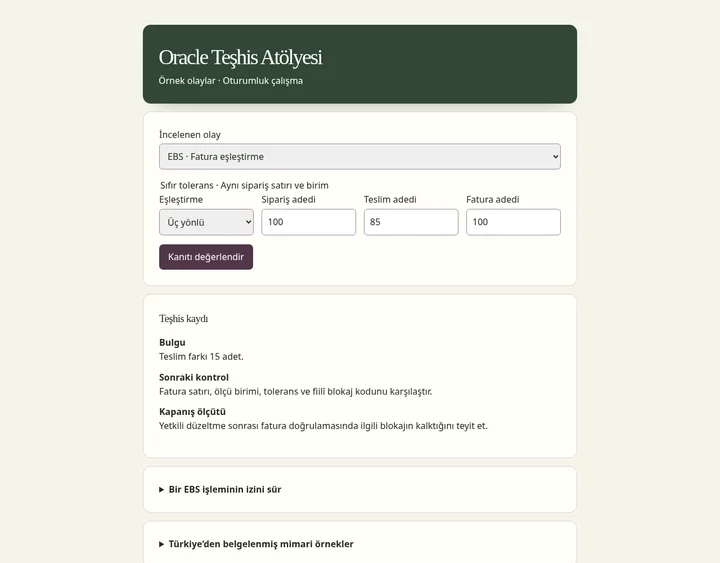 Oracle Teşhis Atölyesi
Örnek olaylar · Oturumluk çalışma
İncelenen olay
EBS · Fatura eşleştirme
Sıfır tolerans · Aynı sipariş satırı ve birim
Eşleştirme Sipariş adedi Teslim adedi Fatura adedi
Üç yönlü 100 85 100
Kanıtı değerlendir
Teşhis kaydı
Bulgu
Teslim farkı 15 adet.
Sonraki kontrol
Fatura satırı, ölçü birimi, tolerans ve fiilî blokaj kodunu karşılaştır.
Kapanış ölçütü
Yetkili düzeltme sonrası fatura doğrulamasında ilgili blokajın kalktığını teyit et.
Bir EBS işleminin izini sür
Türkiye’den belgelenmiş mimari örnekler